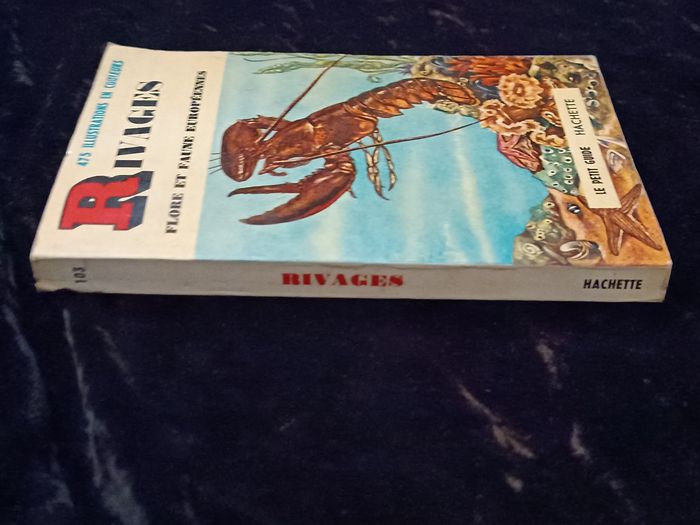 475 ILLUSTRATIONS EN COULEURS
RIVAGES
FLORE ET FAUNE EUROPÉENNES
LE PETIT GUIDE HACHETTE
103
RIVAGES
HACHETTE